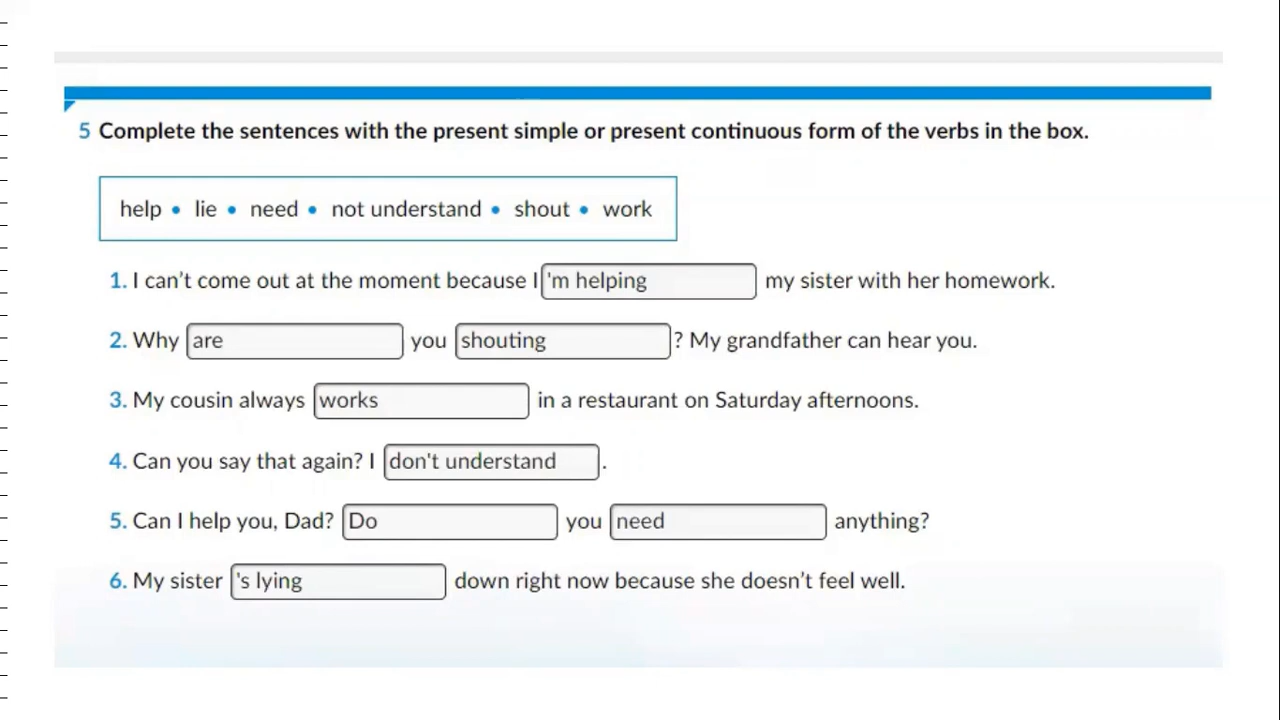 5 Complete the sentences with the present simple or present continuous form of the verbs in the box.
help • lie • need • not understand • shout • work
1. I can't come out at the moment because I 'm helping my sister with her homework.
2. Why are you shouting ? My grandfather can hear you.
3. My cousin always works in a restaurant on Saturday afternoons.
4. Can you say that again? I don't understand .
5. Can I help you, Dad? Do you need anything?
6. My sister 's lying down right now because she doesn't feel well.